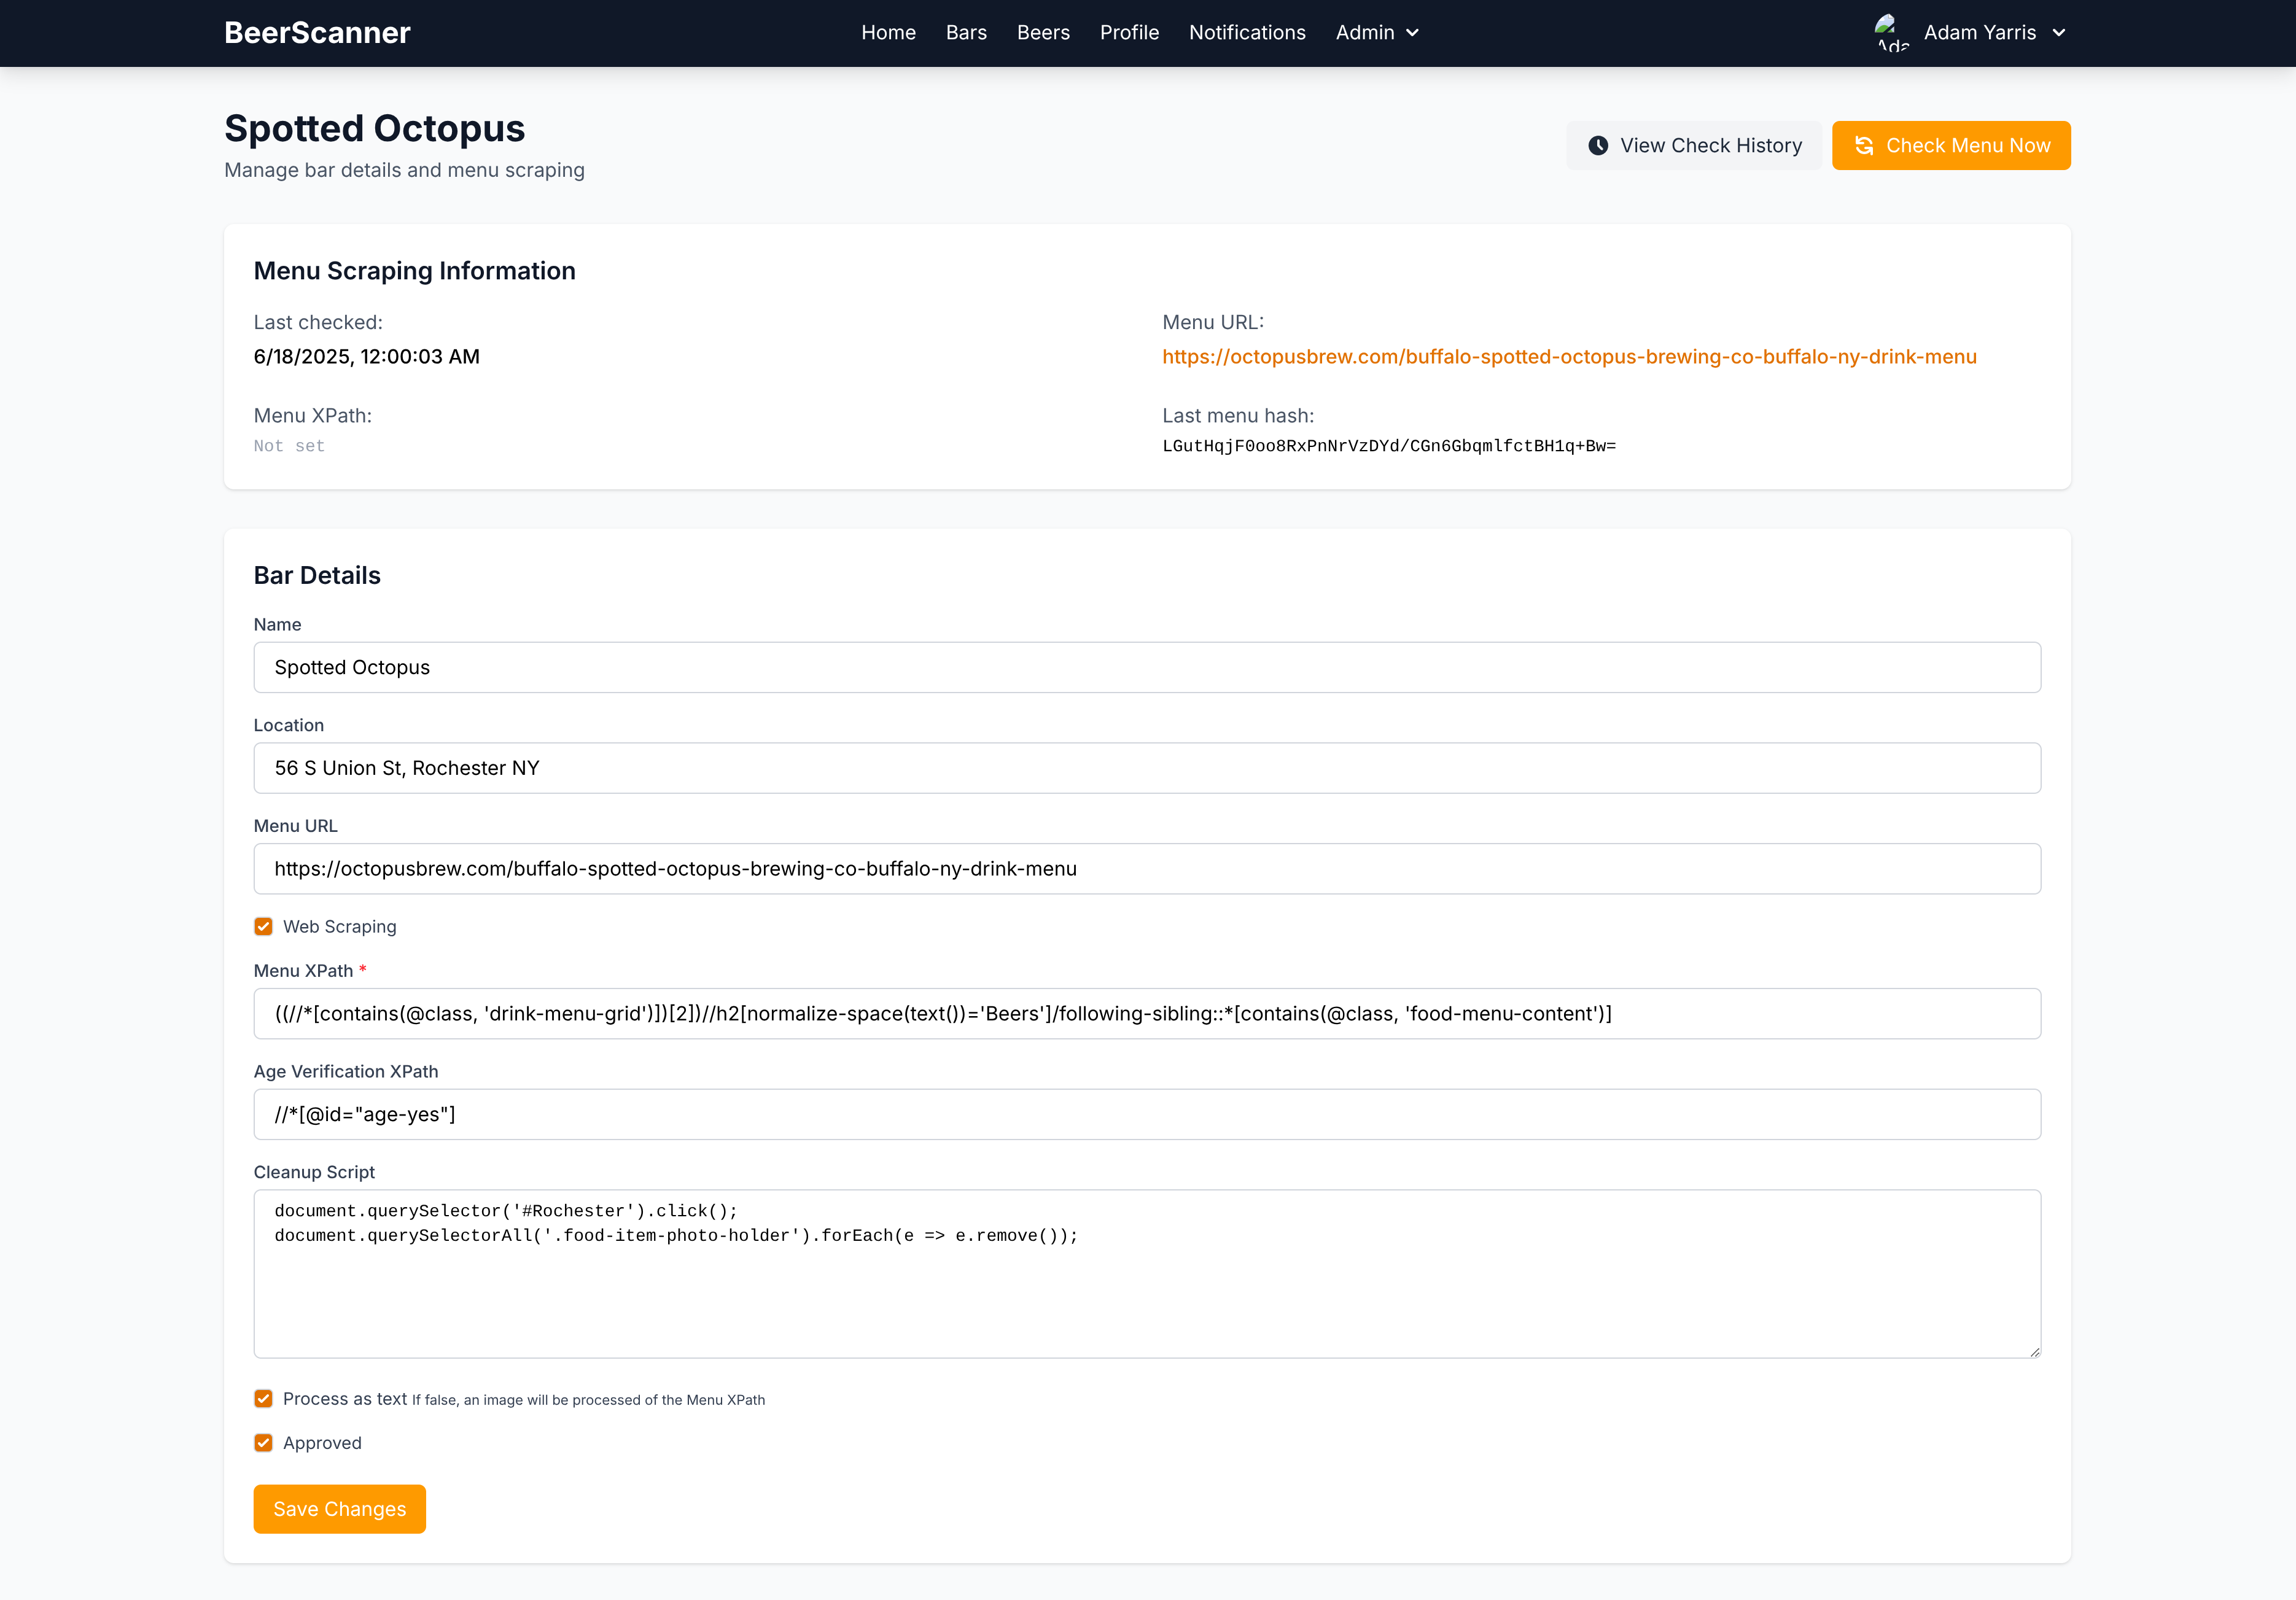 BeerScanner
Home Bars Beers Profile Notifications Admin
Adam Yarris
Spotted Octopus
Manage bar details and menu scraping
View Check History
Check Menu Now
Menu Scraping Information
Last checked:
6/18/2025, 12:00:03 AM
Menu URL:
https://octopusbrew.com/buffalo-spotted-octopus-brewing-co-buffalo-ny-drink-menu
Menu XPath:
Not set
Last menu hash:
LGutHqjF0oo8RxPnNrVzDYd/CGn6GbqmlfctBH1q+Bw=
Bar Details
Name
Spotted Octopus
Location
56 S Union St, Rochester NY
Menu URL
https://octopusbrew.com/buffalo-spotted-octopus-brewing-co-buffalo-ny-drink-menu
Web Scraping
Menu XPath *
((//*[contains(@class, 'drink-menu-grid')])[2])//h2[normalize-space(text())='Beers']/following-sibling::*[contains(@class, 'food-menu-content')]
Age Verification XPath
//*[@id="age-yes"]
Cleanup Script
document.querySelector('#Rochester').click();
document.querySelectorAll('.food-item-photo-holder').forEach(e => e.remove());
Process as text If false, an image will be processed of the Menu XPath
Approved
Save Changes